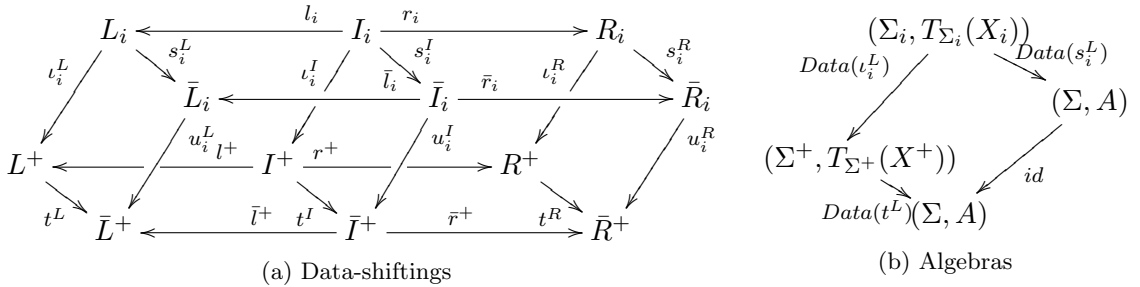 L_i l_i I_i r_i R_i
ι_i^L s_i^L ι_i^I s_i^I ι_i^R s_i^R
L̄_i l̄_i Ī_i r̄_i R̄_i
u_i^L u_i^I u_i^R
L^+ l^+ I^+ r^+ R^+
t^L l̄^+ t^I r̄^+ t^R
L̄^+ Ī^+ R̄^+
(a) Data-shiftings
(Σ_i, T_{Σ_i}(X_i))
Data(ι_i^L) Data(s_i^L)
(Σ, A)
(Σ^+, T_{Σ^+}(X^+))
id
Data(t^L) (Σ, A)
(b) Algebras